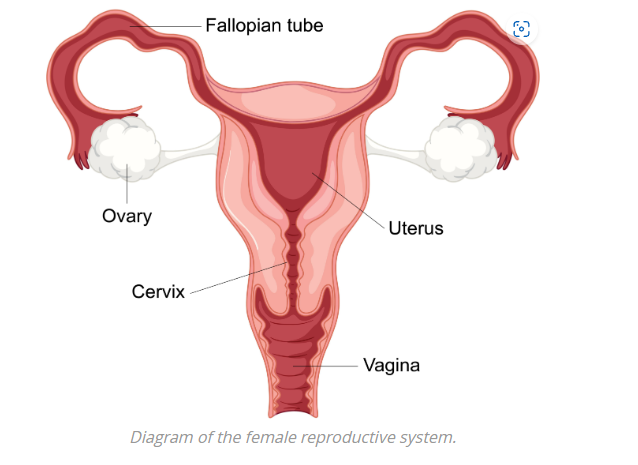 Fallopian tube
Ovary
Uterus
Cervix
Vagina
Diagram of the female reproductive system.